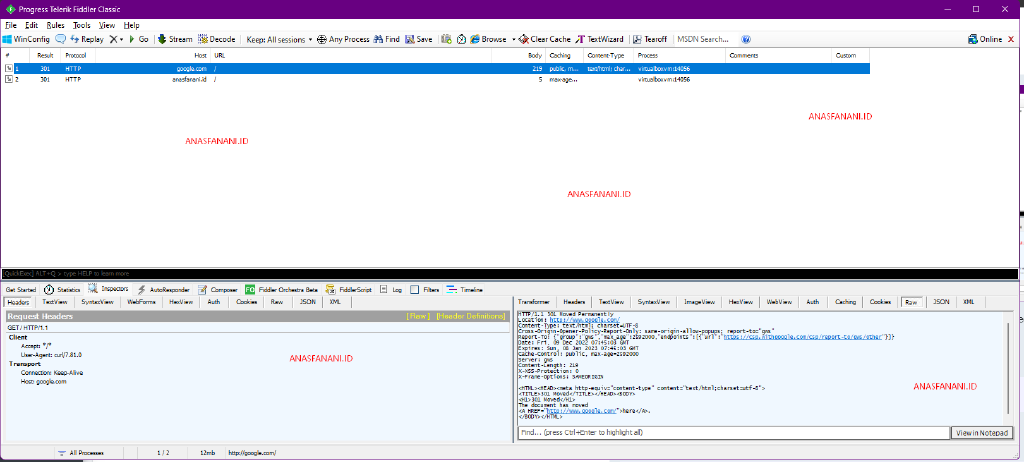 Progress Telerik Fiddler Classic
File Edit Rules Tools View Help
WinConfig Replay Go Stream Decode Keep: All sessions Any Process Find Save Browse Clear Cache TextWizard Tearoff MSDN Search... Online
# Result Protocol Host URL Body Caching Content-Type Process Comments Custom
1 301 HTTP google.com / 219 public, m... text/html; char... virtualboxvm:14056
2 301 HTTP anasfanani.id / 5 max-age... virtualboxvm:14056
ANASFANANI.ID
ANASFANANI.ID
ANASFANANI.ID
[QuickExec] ALT+Q > type HELP to learn more
Get Started Statistics Inspectors AutoResponder Composer FO Fiddler Orchestra Beta FiddlerScript Log Filters Timeline
Headers TextView SyntaxView WebForms HexView Auth Cookies Raw JSON XML
Request Headers [Raw] [Header Definitions]
GET / HTTP/1.1
Client
Accept: */*
User-Agent: curl/7.81.0
Transport
Connection: Keep-Alive
Host: google.com
ANASFANANI.ID
Transformer Headers TextView SyntaxView ImageView HexView WebView Auth Caching Cookies Raw JSON XML
HTTP/1.1 301 Moved Permanently
Location: http://www.google.com/
Content-Type: text/html; charset=UTF-8
Cross-Origin-Opener-Policy-Report-Only: same-origin-allow-popups; report-to="gws"
Report-To: {"group":"gws","max_age":2592000,"endpoints":[{"url":"https://csp.withgoogle.com/csp/report-to/gws/other"}]}
Date: Fri, 09 Dec 2022 07:46:03 GMT
Expires: Sun, 08 Jan 2023 07:46:03 GMT
Cache-Control: public, max-age=2592000
Server: gws
Content-Length: 219
X-XSS-Protection: 0
X-Frame-Options: SAMEORIGIN
<HTML><HEAD><meta http-equiv="content-type" content="text/html;charset=utf-8">
<TITLE>301 Moved</TITLE></HEAD><BODY>
<H1>301 Moved</H1>
The document has moved
<A HREF="http://www.google.com/">here</A>.
</BODY></HTML>
ANASFANANI.ID
Find... (press Ctrl+Enter to highlight all) View in Notepad
All Processes 1 / 2 12mb http://google.com/